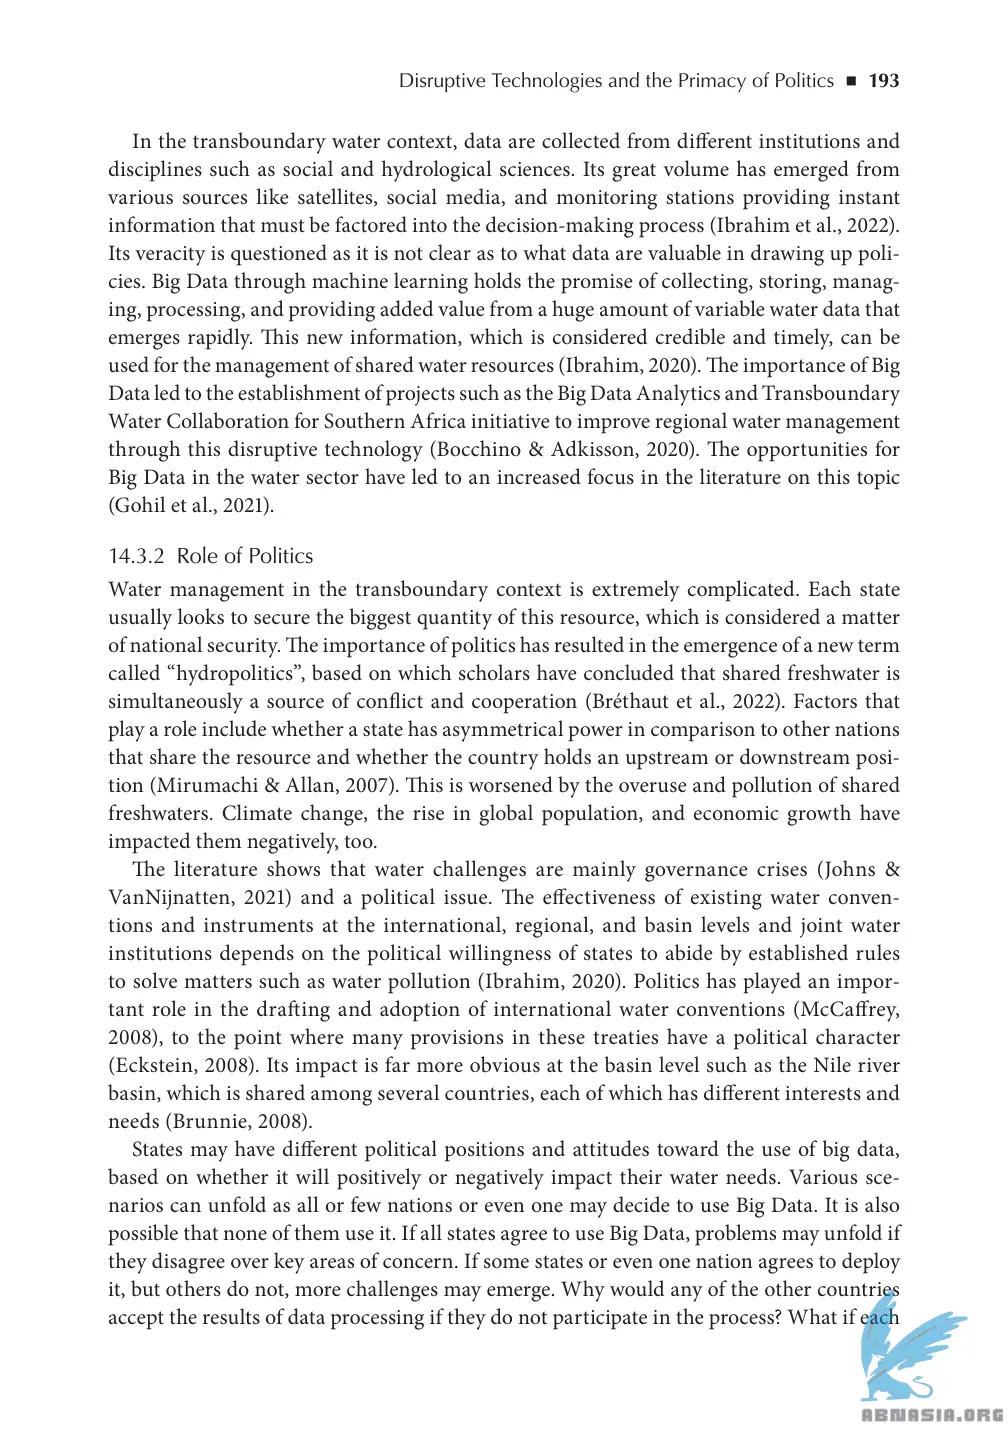 Disruptive Technologies and the Primacy of Politics ■ 193
In the transboundary water context, data are collected from different institutions and
disciplines such as social and hydrological sciences. Its great volume has emerged from
various sources like satellites, social media, and monitoring stations providing instant
information that must be factored into the decision-making process (Ibrahim et al., 2022).
Its veracity is questioned as it is not clear as to what data are valuable in drawing up poli-
cies. Big Data through machine learning holds the promise of collecting, storing, manag-
ing, processing, and providing added value from a huge amount of variable water data that
emerges rapidly. This new information, which is considered credible and timely, can be
used for the management of shared water resources (Ibrahim, 2020). The importance of Big
Data led to the establishment of projects such as the Big Data Analytics and Transboundary
Water Collaboration for Southern Africa initiative to improve regional water management
through this disruptive technology (Bocchino & Adkisson, 2020). The opportunities for
Big Data in the water sector have led to an increased focus in the literature on this topic
(Gohil et al., 2021).
14.3.2 Role of Politics
Water management in the transboundary context is extremely complicated. Each state
usually looks to secure the biggest quantity of this resource, which is considered a matter
of national security. The importance of politics has resulted in the emergence of a new term
called “hydropolitics”, based on which scholars have concluded that shared freshwater is
simultaneously a source of conflict and cooperation (Bréthaut et al., 2022). Factors that
play a role include whether a state has asymmetrical power in comparison to other nations
that share the resource and whether the country holds an upstream or downstream posi-
tion (Mirumachi & Allan, 2007). This is worsened by the overuse and pollution of shared
freshwaters. Climate change, the rise in global population, and economic growth have
impacted them negatively, too.
The literature shows that water challenges are mainly governance crises (Johns &
VanNijnatten, 2021) and a political issue. The effectiveness of existing water conven-
tions and instruments at the international, regional, and basin levels and joint water
institutions depends on the political willingness of states to abide by established rules
to solve matters such as water pollution (Ibrahim, 2020). Politics has played an impor-
tant role in the drafting and adoption of international water conventions (McCaffrey,
2008), to the point where many provisions in these treaties have a political character
(Eckstein, 2008). Its impact is far more obvious at the basin level such as the Nile river
basin, which is shared among several countries, each of which has different interests and
needs (Brunnie, 2008).
States may have different political positions and attitudes toward the use of big data,
based on whether it will positively or negatively impact their water needs. Various sce-
narios can unfold as all or few nations or even one may decide to use Big Data. It is also
possible that none of them use it. If all states agree to use Big Data, problems may unfold if
they disagree over key areas of concern. If some states or even one nation agrees to deploy
it, but others do not, more challenges may emerge. Why would any of the other countries
accept the results of data processing if they do not participate in the process? What if each
ABNASIA.ORG